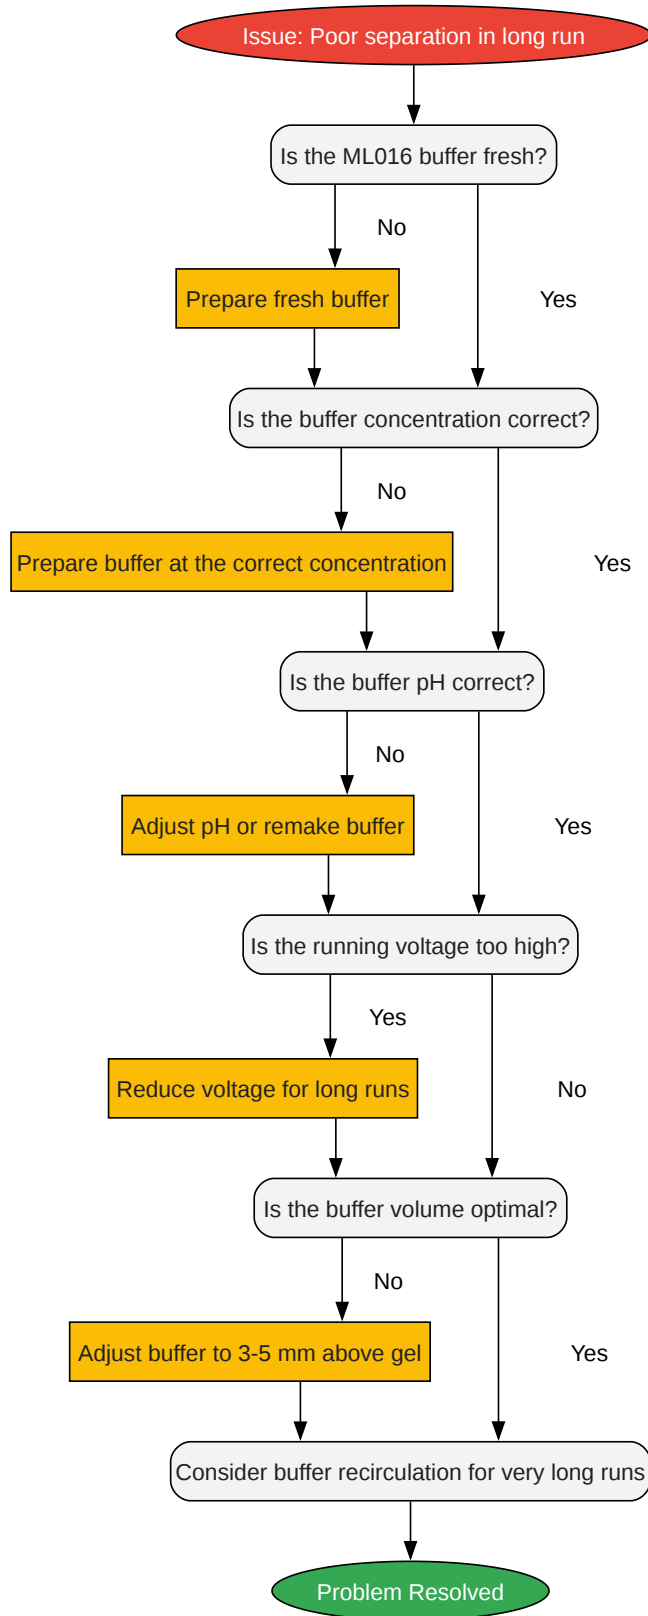 Issue: Poor separation in long run
Is the ML016 buffer fresh?
No
Prepare fresh buffer
Yes
Is the buffer concentration correct?
No
Prepare buffer at the correct concentration
Yes
Is the buffer pH correct?
No
Adjust pH or remake buffer
Yes
Is the running voltage too high?
Yes
Reduce voltage for long runs
No
Is the buffer volume optimal?
No
Adjust buffer to 3-5 mm above gel
Yes
Consider buffer recirculation for very long runs
Problem Resolved